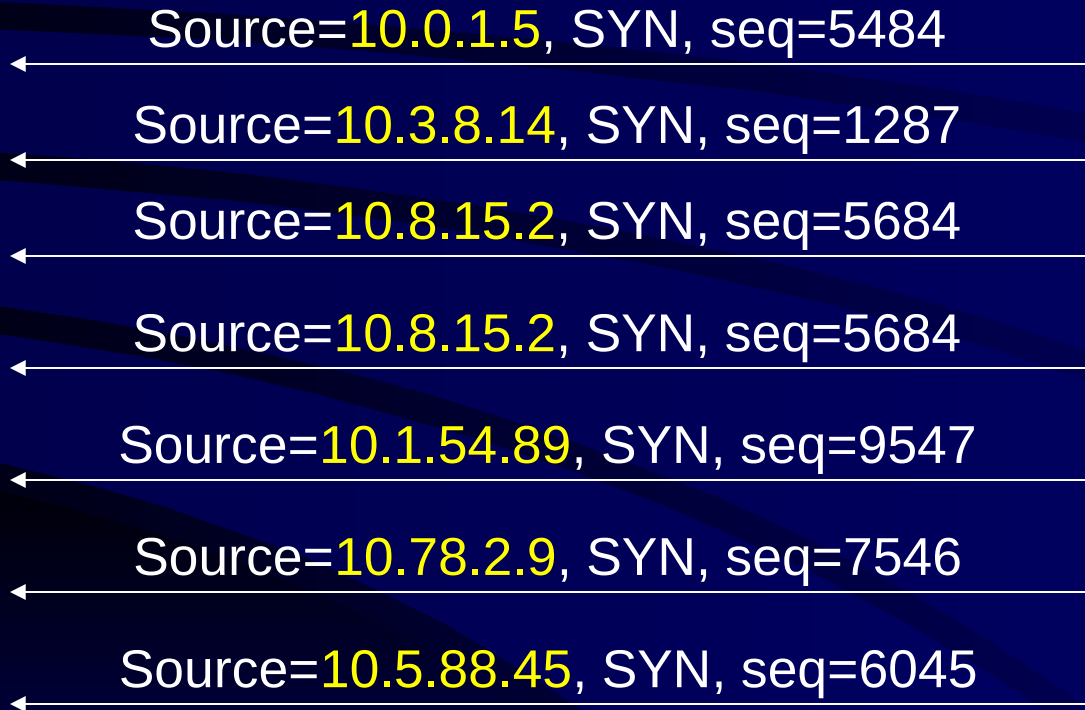 Source=10.0.1.5, SYN, seq=5484
Source=10.3.8.14, SYN, seq=1287
Source=10.8.15.2, SYN, seq=5684
Source=10.8.15.2, SYN, seq=5684
Source=10.1.54.89, SYN, seq=9547
Source=10.78.2.9, SYN, seq=7546
Source=10.5.88.45, SYN, seq=6045